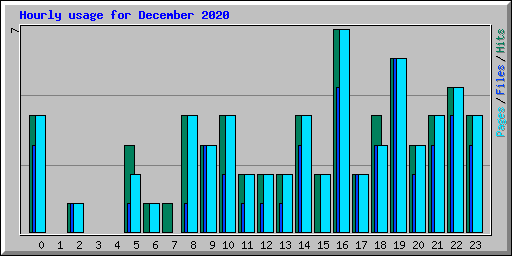 Hourly usage for December 2020
7
Pages/Files/Hits
0 1 2 3 4 5 6 7 8 9 10 11 12 13 14 15 16 17 18 19 20 21 22 23